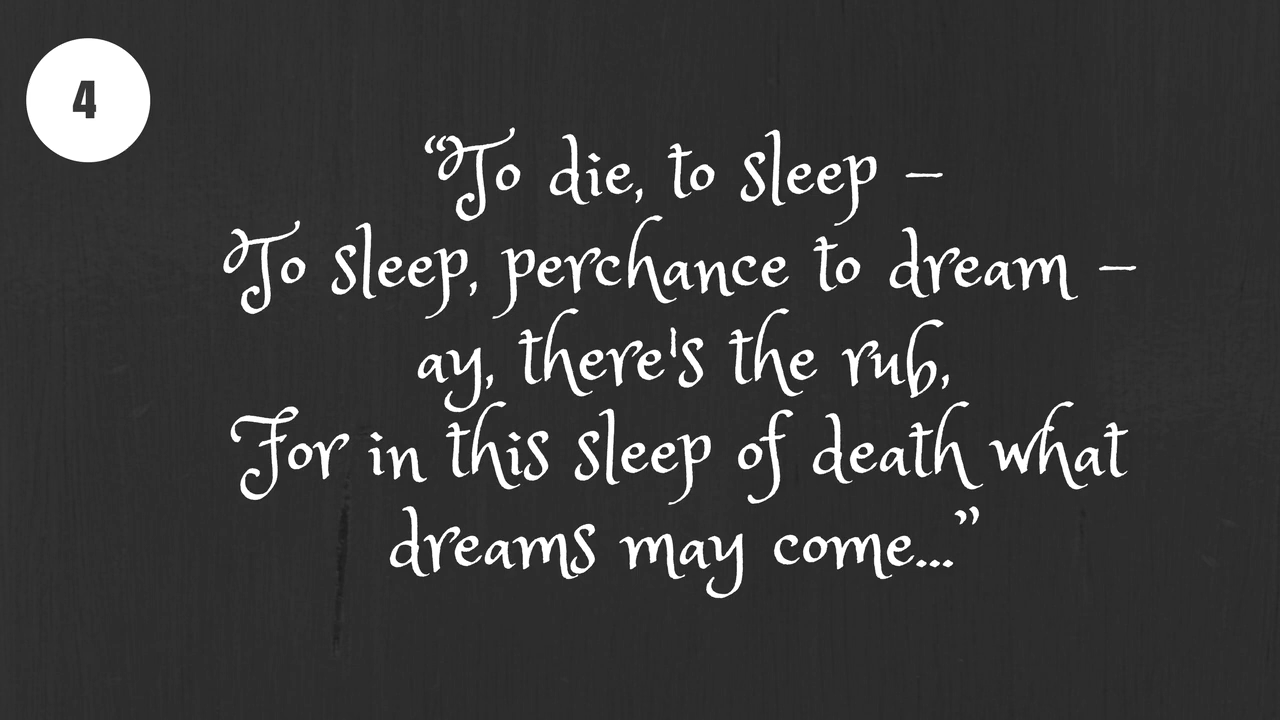 4
“To die, to sleep –
To sleep, perchance to dream –
ay, there's the rub,
For in this sleep of death what
dreams may come...”